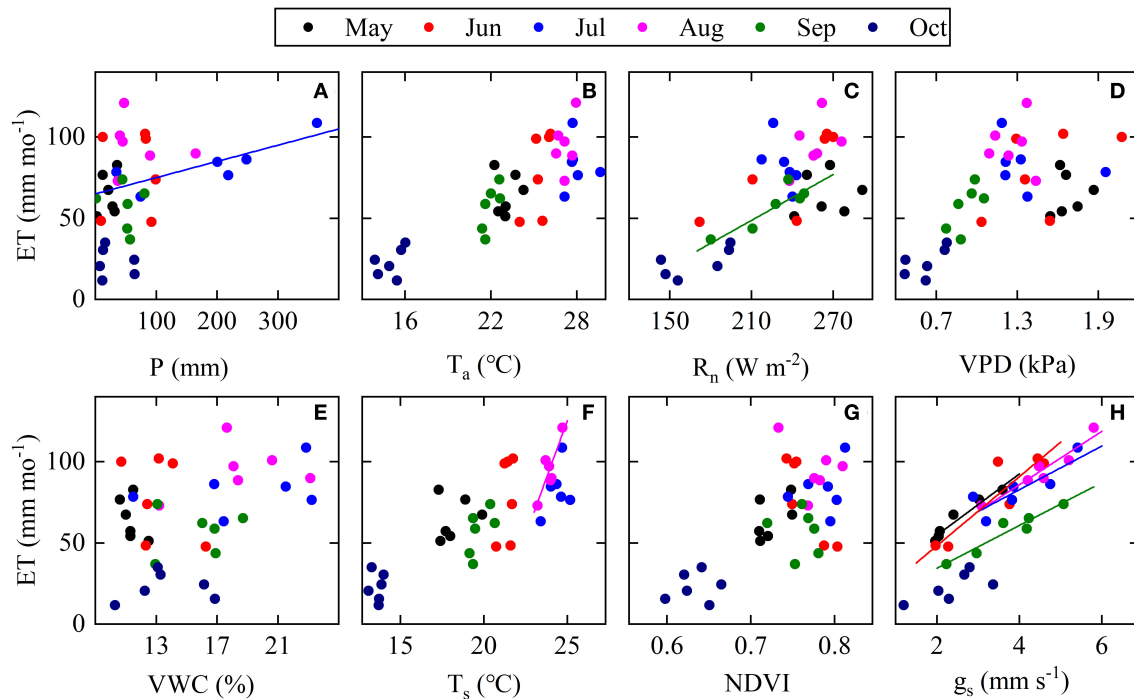 May Jun Jul Aug Sep Oct
A B C D
ET (mm mo⁻¹)
100
50
0
100 200 300
16 22 28
150 210 270
0.7 1.3 1.9
P (mm) Tₐ (℃) Rₙ (W m⁻²) VPD (kPa)
E F G H
ET (mm mo⁻¹)
100
50
0
13 21
15 20 25
0.6 0.7 0.8
2 4 6
VWC (%) Tₛ (℃) NDVI gₛ (mm s⁻¹)